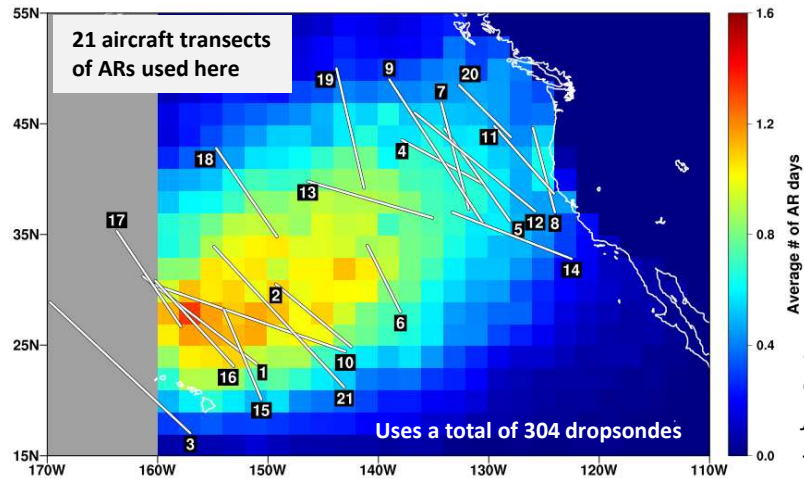 55N
45N
35N
25N
15N
170W
160W
150W
140W
130W
120W
110W
21 aircraft transects
of ARs used here
19
9
7
20
4
11
18
13
17
5
12
8
14
2
6
1
10
16
15
21
3
Uses a total of 304 dropsondes
1.6
1.2
0.8
0.4
0.0
Average # of AR days